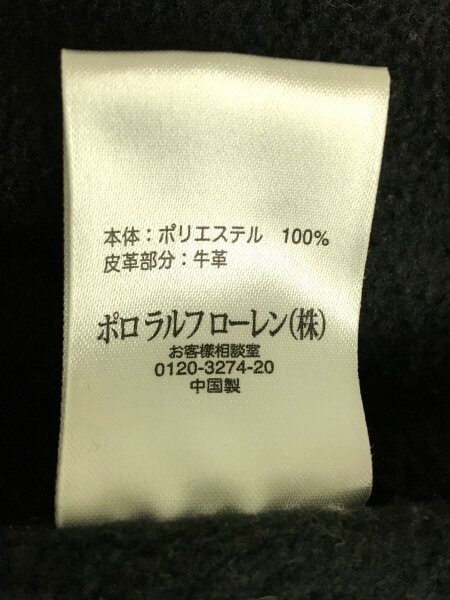 本体：ポリエステル　100%
皮革部分：牛革
ポロ ラルフ ローレン(株)
お客様相談室
0120-3274-20
中国製